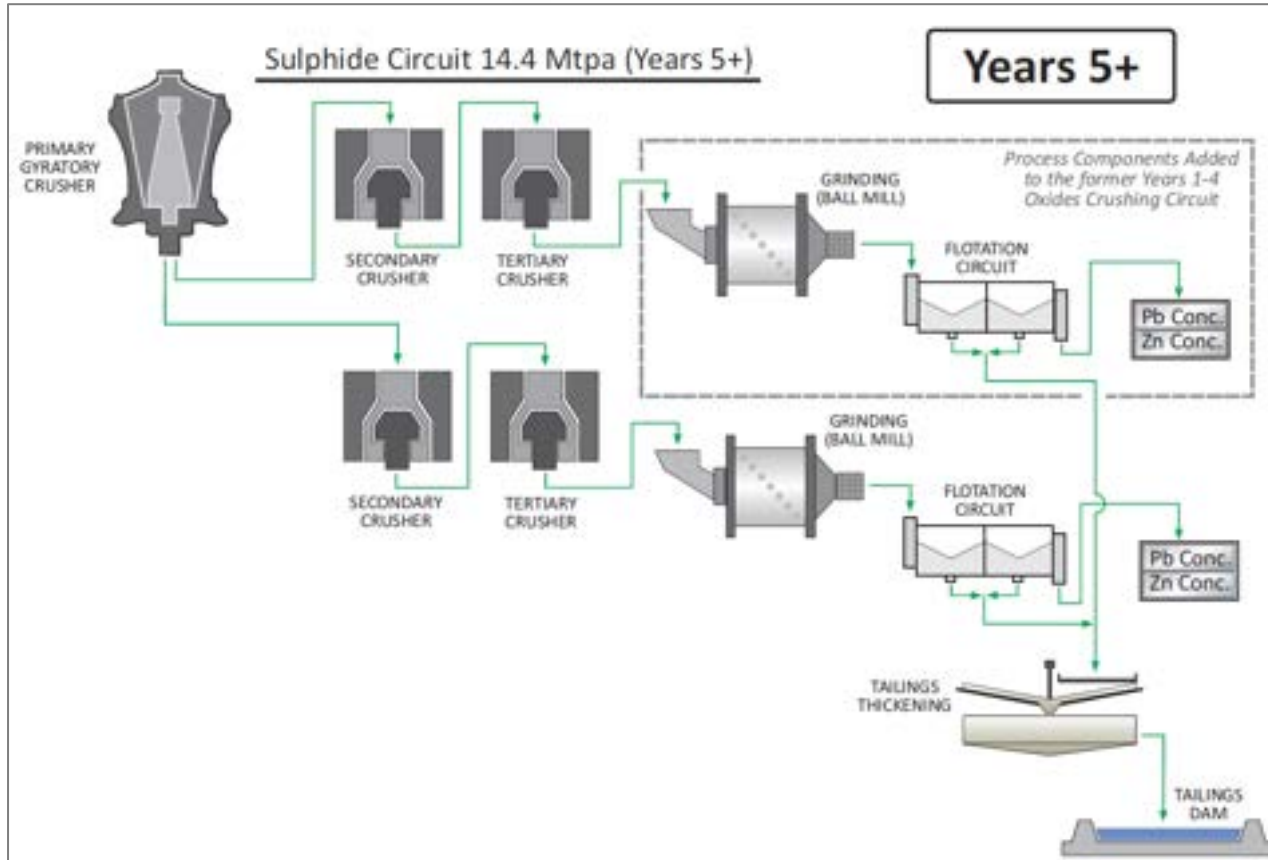 Sulphide Circuit 14.4 Mtpa (Years 5+)
Years 5+
PRIMARY
GYRATORY
CRUSHER
SECONDARY
CRUSHER
TERTIARY
CRUSHER
GRINDING
(BALL MILL)
Process Components Added
to the former Years 1-4
Oxides Crushing Circuit
FLOTATION
CIRCUIT
Pb Conc.
Zn Conc.
SECONDARY
CRUSHER
TERTIARY
CRUSHER
GRINDING
(BALL MILL)
FLOTATION
CIRCUIT
Pb Conc.
Zn Conc.
TAILINGS
THICKENING
TAILINGS
DAM